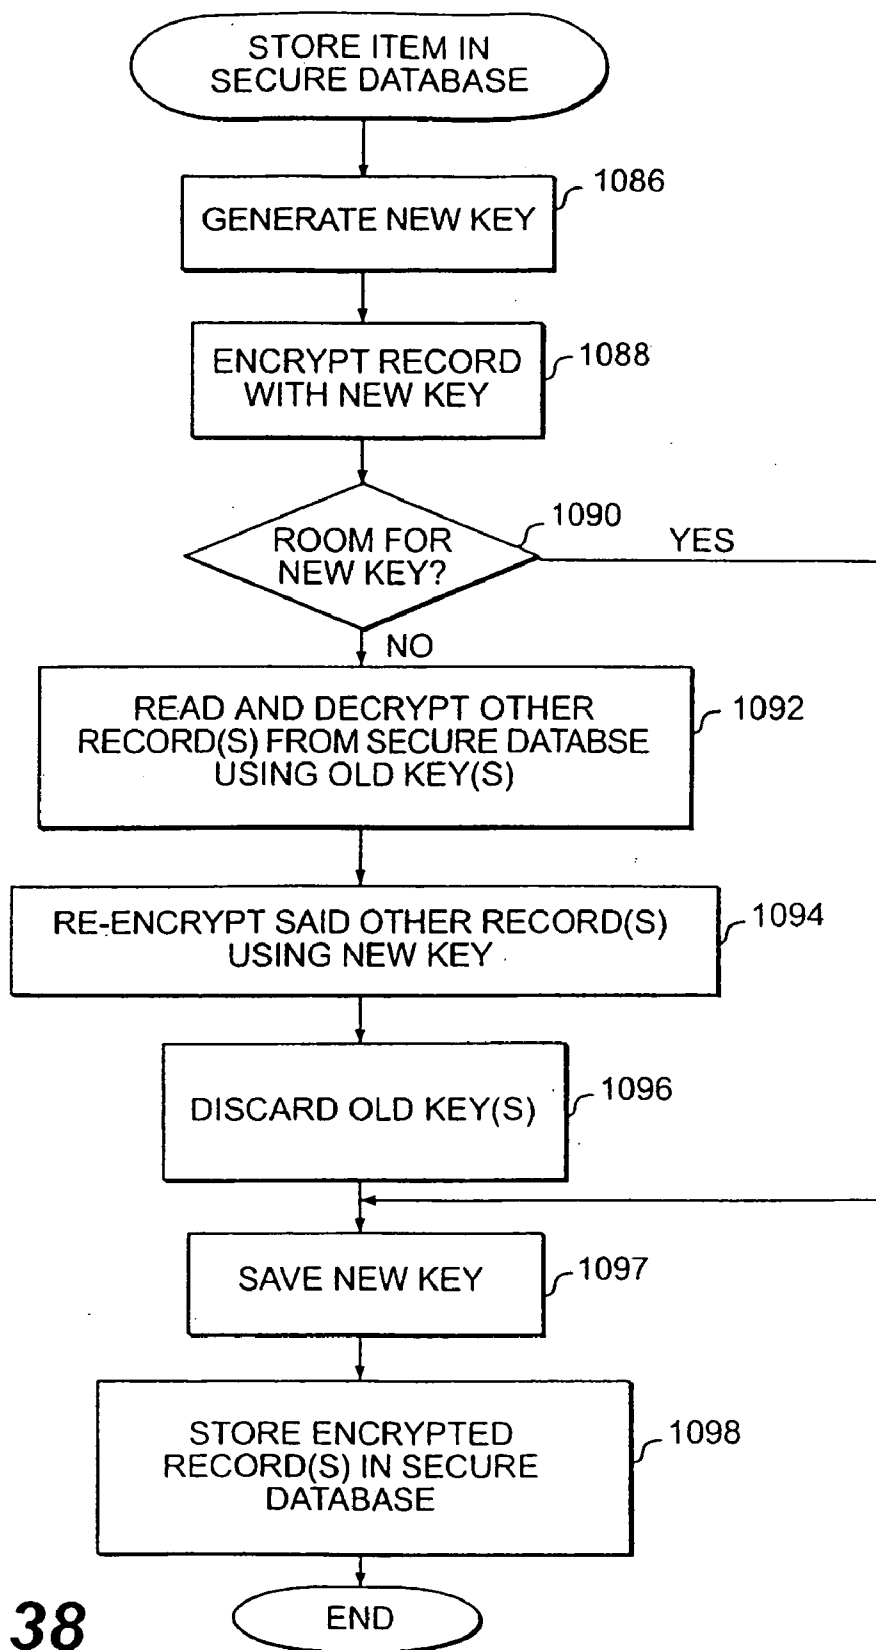 STORE ITEM IN
SECURE DATABASE
GENERATE NEW KEY
1086
ENCRYPT RECORD
WITH NEW KEY
1088
ROOM FOR
NEW KEY?
1090
YES
NO
READ AND DECRYPT OTHER
RECORD(S) FROM SECURE DATABSE
USING OLD KEY(S)
1092
RE-ENCRYPT SAID OTHER RECORD(S)
USING NEW KEY
1094
DISCARD OLD KEY(S)
1096
SAVE NEW KEY
1097
STORE ENCRYPTED
RECORD(S) IN SECURE
DATABASE
1098
END
38